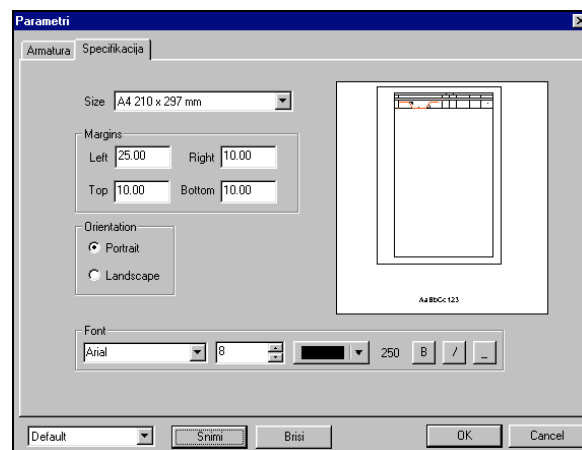 Parametri
Armatura Specifikacija
Size A4 210 x 297 mm
Margins
Left 25.00 Right 10.00
Top 10.00 Bottom 10.00
Orientation
Portrait
Landscape
AaBbCc123
Font
Arial 8 250 B / _
Default Snimi Brisi OK Cancel